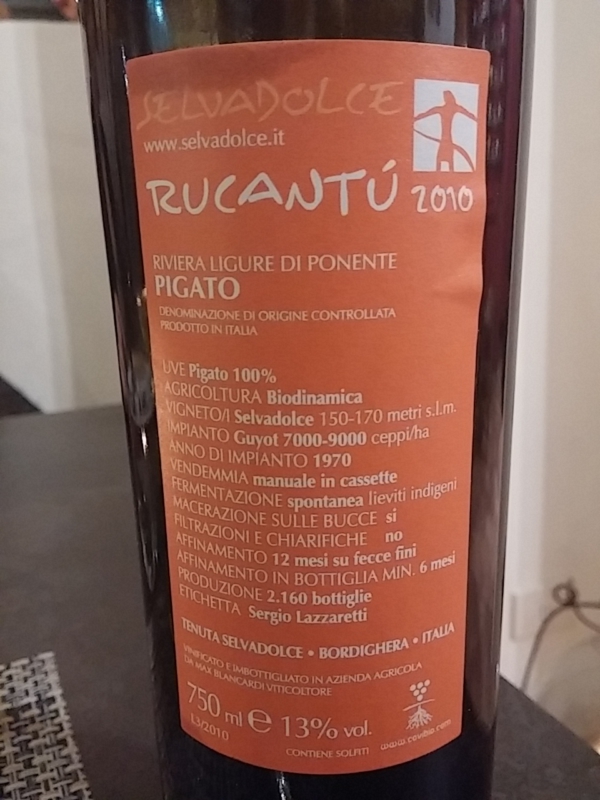 SELVADOLCE
www.selvadolce.it
RUCANTÚ 2010
RIVIERA LIGURE DI PONENTE
PIGATO
DENOMINAZIONE DI ORIGINE CONTROLLATA
PRODOTTO IN ITALIA
UVE Pigato 100%
AGRICOLTURA Biodinamica
VIGNETO/I Selvadolce 150-170 metri s.l.m.
IMPIANTO Guyot 7000-9000 ceppi/ha
ANNO DI IMPIANTO 1970
VENDEMMIA manuale in cassette
FERMENTAZIONE spontanea lieviti indigeni
MACERAZIONE SULLE BUCCE si
FILTRAZIONI E CHIARIFICHE no
AFFINAMENTO 12 mesi su fecce fini
AFFINAMENTO IN BOTTIGLIA MIN. 6 mesi
PRODUZIONE 2.160 bottiglie
ETICHETTA Sergio Lazzaretti
TENUTA SELVADOLCE • BORDIGHERA • ITALIA
VINIFICATO E IMBOTTIGLIATO IN AZIENDA AGRICOLA
DA MAX BLANCARDI VITICOLTORE
750 ml e 13% vol.
L3/2010
CONTIENE SOLFITI